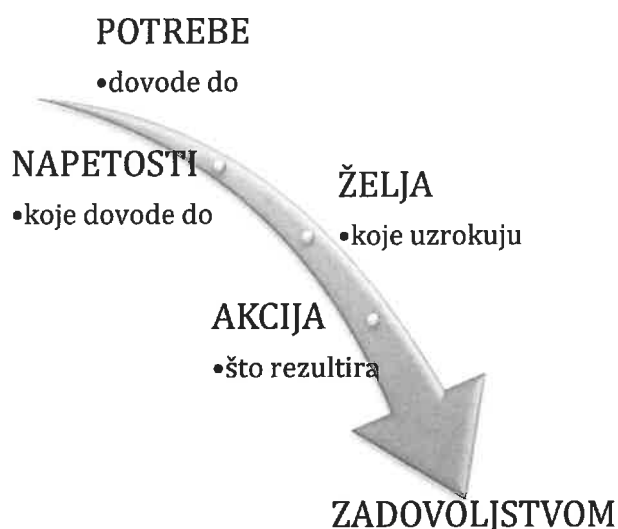 POTREBE
•dovode do
NAPETOSTI
•koje dovode do
ŽELJA
•koje uzrokuju
AKCIJA
•što rezultira
ZADOVOLJSTVOM